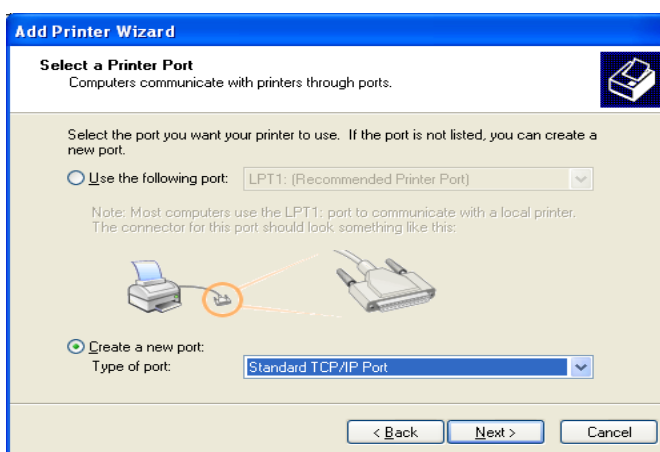 Add Printer Wizard
Select a Printer Port
Computers communicate with printers through ports.
Select the port you want your printer to use. If the port is not listed, you can create a
new port.
Use the following port: LPT1: (Recommended Printer Port)
Note: Most computers use the LPT1: port to communicate with a local printer.
The connector for this port should look something like this:
Create a new port:
Type of port: Standard TCP/IP Port
< Back Next > Cancel